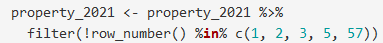 property_2021 <- property_2021 %>%
  filter(!row_number() %in% c(1, 2, 3, 5, 57))